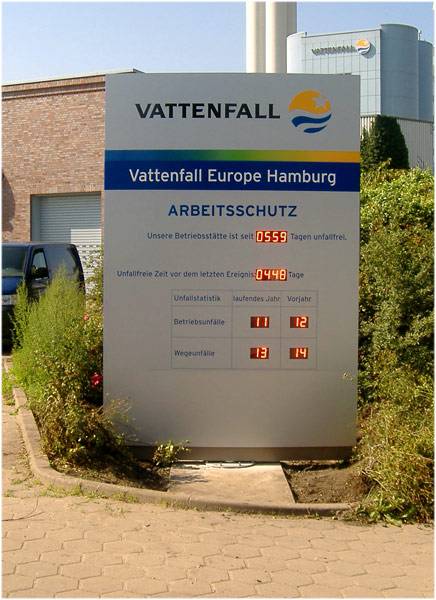 VATTENFALL
VATTENFALL
Vattenfall Europe Hamburg
ARBEITSSCHUTZ
Unsere Betriebsstätte ist seit 0559 Tagen unfallfrei.
Unfallfreie Zeit vor dem letzten Ereignis: 0448 Tage
Unfallstatistik laufendes Jahr Vorjahr
Betriebsunfälle 11 12
Wegeunfälle 13 14